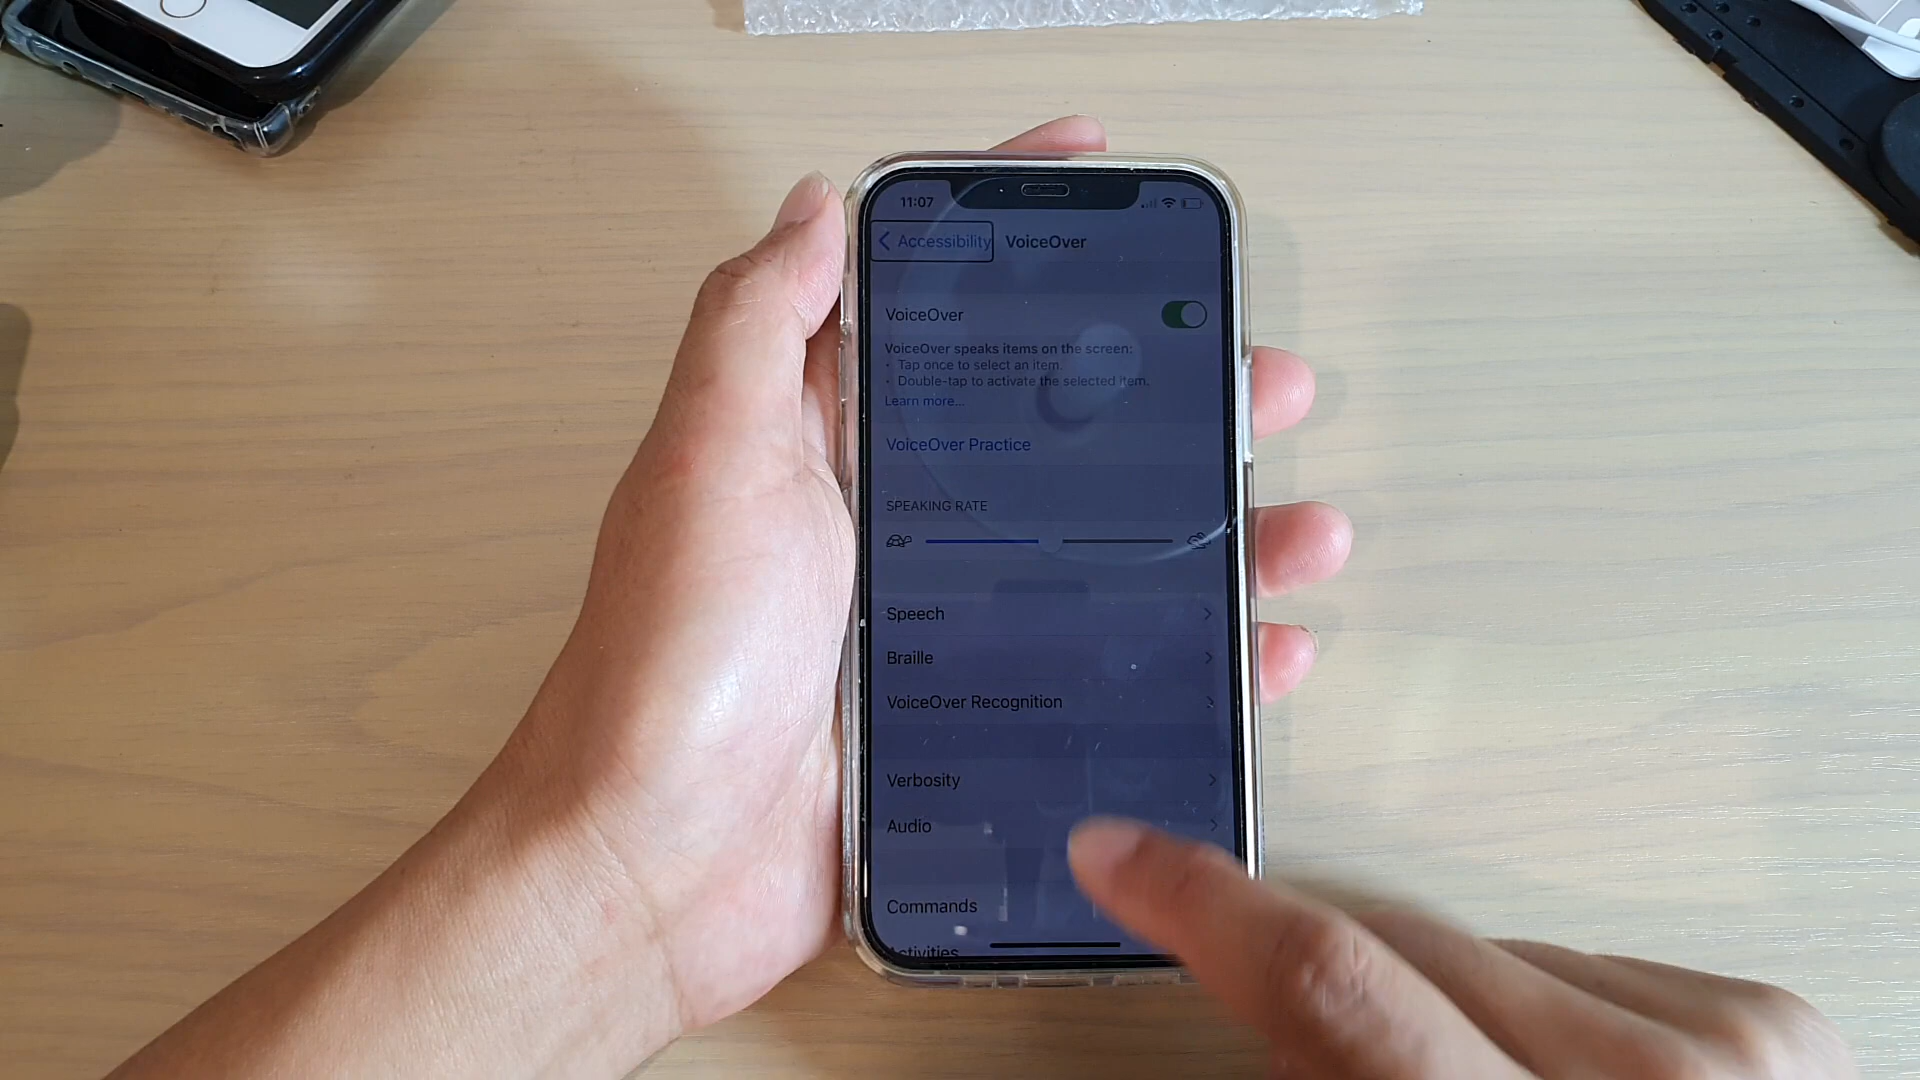 11:07
Accessibility VoiceOver
VoiceOver
VoiceOver speaks items on the screen:
• Tap once to select an item.
• Double-tap to activate the selected item.
Learn more...
VoiceOver Practice
SPEAKING RATE
Speech
Braille
VoiceOver Recognition
Verbosity
Audio
Commands
Activities